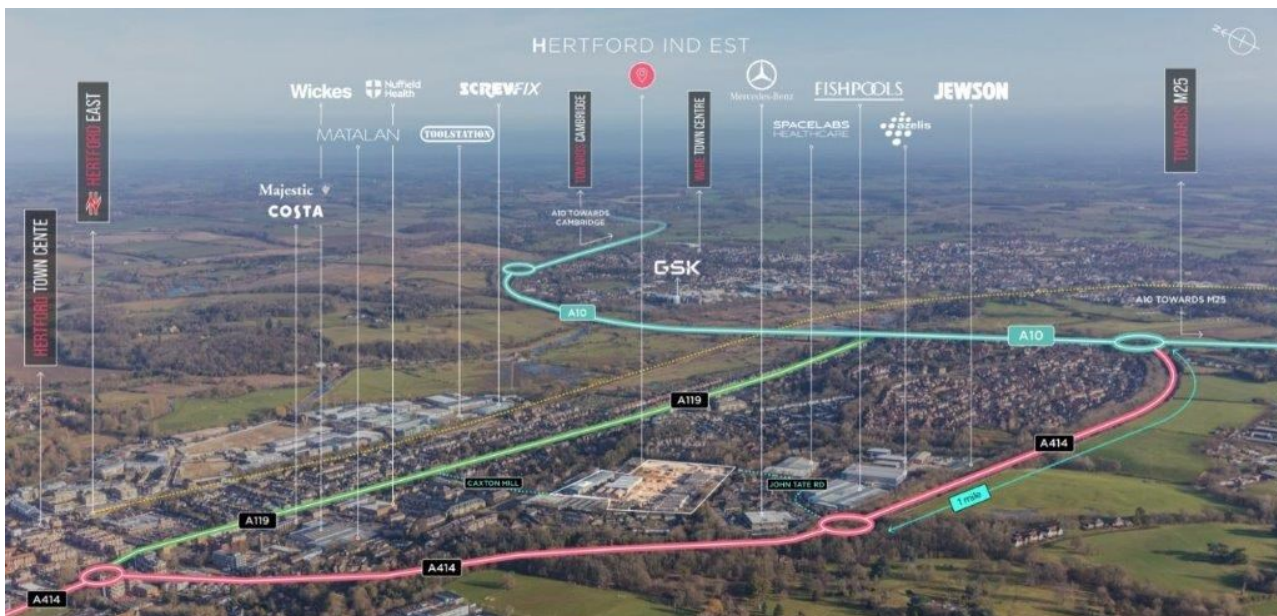 HERTFORD IND EST
N
HERTFORD EAST
Wickes
Nuffield
Health
SCREWFIX
TOWARDS CAMBRIDGE
WARE TOWN CENTRE
Mercedes-Benz
FISHPOOLS
JEWSON
TOWARDS M25
MATALAN
TOOLSTATION
SPACELABS
HEALTHCARE
azelis
Majestic
COSTA
HERTFORD TOWN CENTE
A10 TOWARDS
CAMBRIDGE
GSK
A10 TOWARDS M25
A10
A10
A119
A414
CAXTON HILL
JOHN TATE RD
1 mile
A119
A414
A414